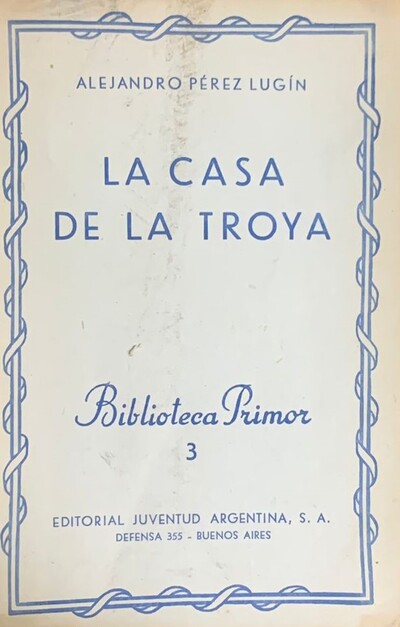 ALEJANDRO PÉREZ LUGÍN
LA CASA
DE LA TROYA
Biblioteca Primor
3
EDITORIAL JUVENTUD ARGENTINA, S. A.
DEFENSA 355 - BUENOS AIRES